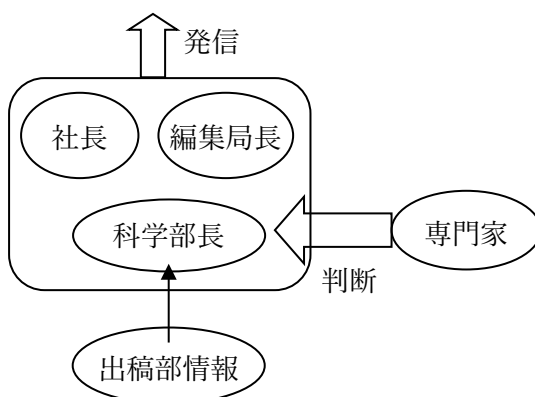 発信
社長
編集局長
科学部長
専門家
判断
出稿部情報